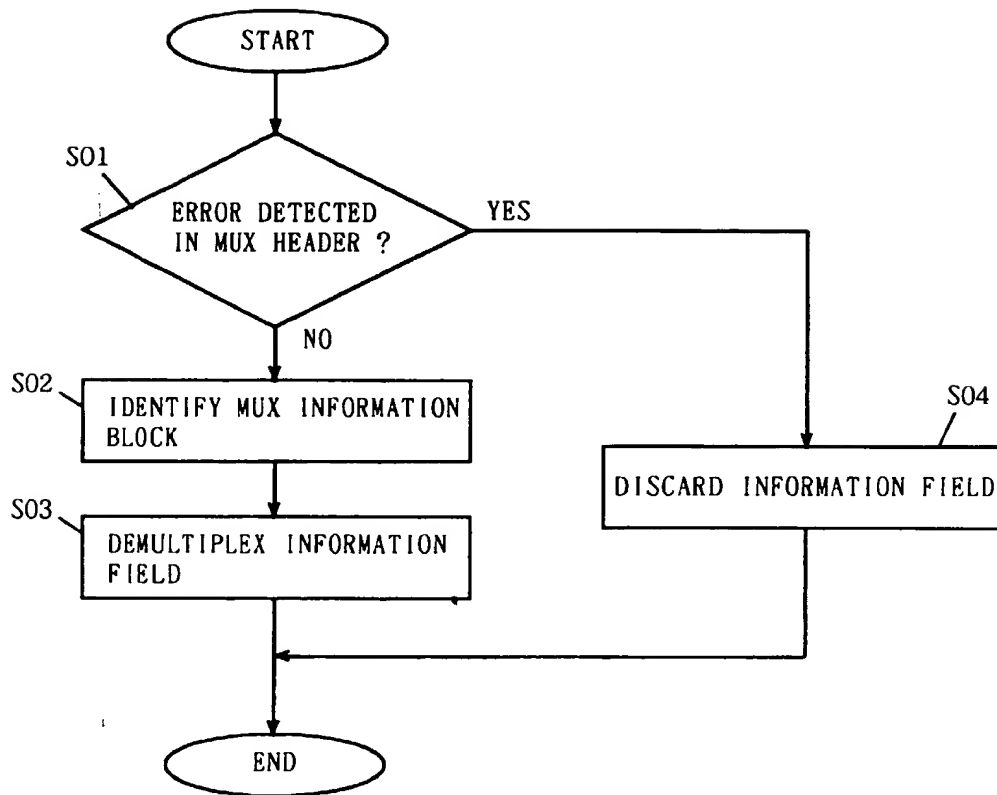 START
S01
ERROR DETECTED
IN MUX HEADER ?
YES
NO
S02
IDENTIFY MUX INFORMATION
BLOCK
S04
DISCARD INFORMATION FIELD
S03
DEMULTIPLEX INFORMATION
FIELD
END